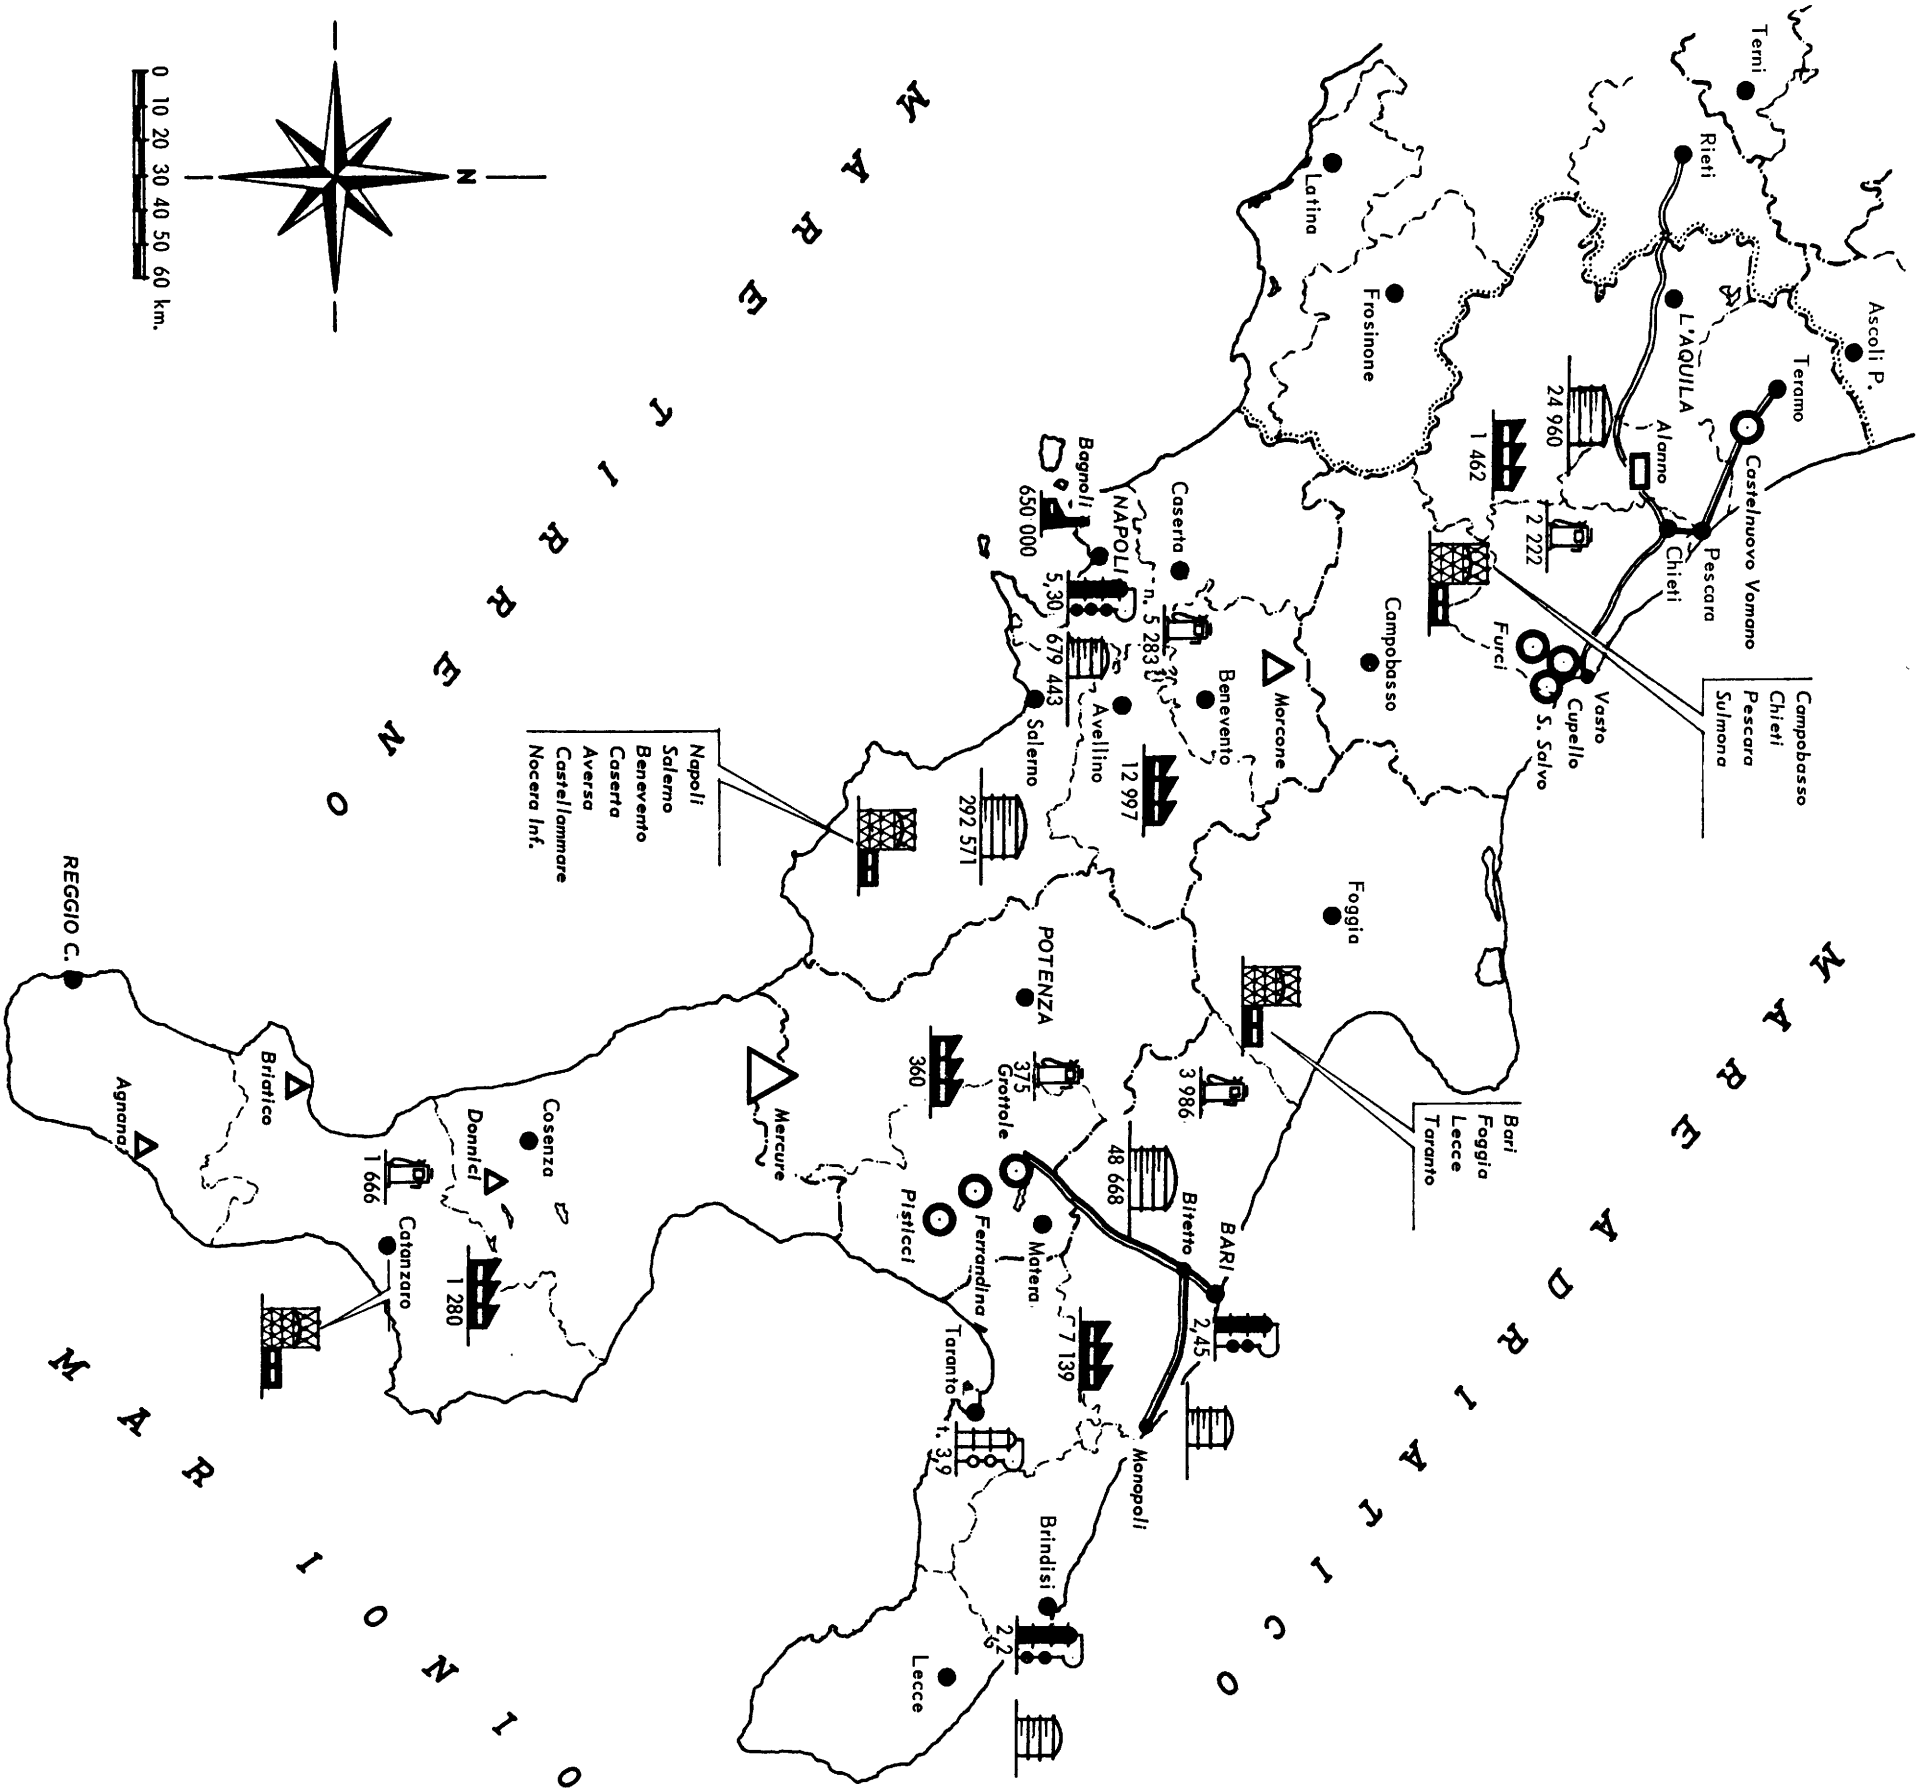 Terni
Rieti
Ascoli P.
Teramo
L'AQUILA
Castelnuovo Vomano
Alanno
Pescara
Chieti
24 960
1 462
2 222
Latina
Frosinone
Vasto
Cupello
S. Salvo
Furci
Campobasso
Chieti
Pescara
Sulmona
Campobasso
Morcone
Caserta
Benevento
NAPOLI
Bagnoli
650 000
n. 5 283
5,30
679 443
Avellino
Salerno
12 997
292 571
Napoli
Salerno
Benevento
Caserta
Aversa
Castellammare
Nocera Inf.
Foggia
Bari
Foggia
Lecce
Taranto
3 986
48 668
POTENZA
375
360
Grottole
Ferrandina
Pisticci
Matera
Bitetto
BARI
2,45
7 139
Monopoli
Taranto
t. 3,9
Brindisi
2,2
Lecce
Mercure
Cosenza
Donnici
1 666
1 280
Catanzaro
Briatico
Agnana
REGGIO C.
MAR TIRRENO
MARE ADRIATICO
MAR IONIO
N
0 10 20 30 40 50 60 km.